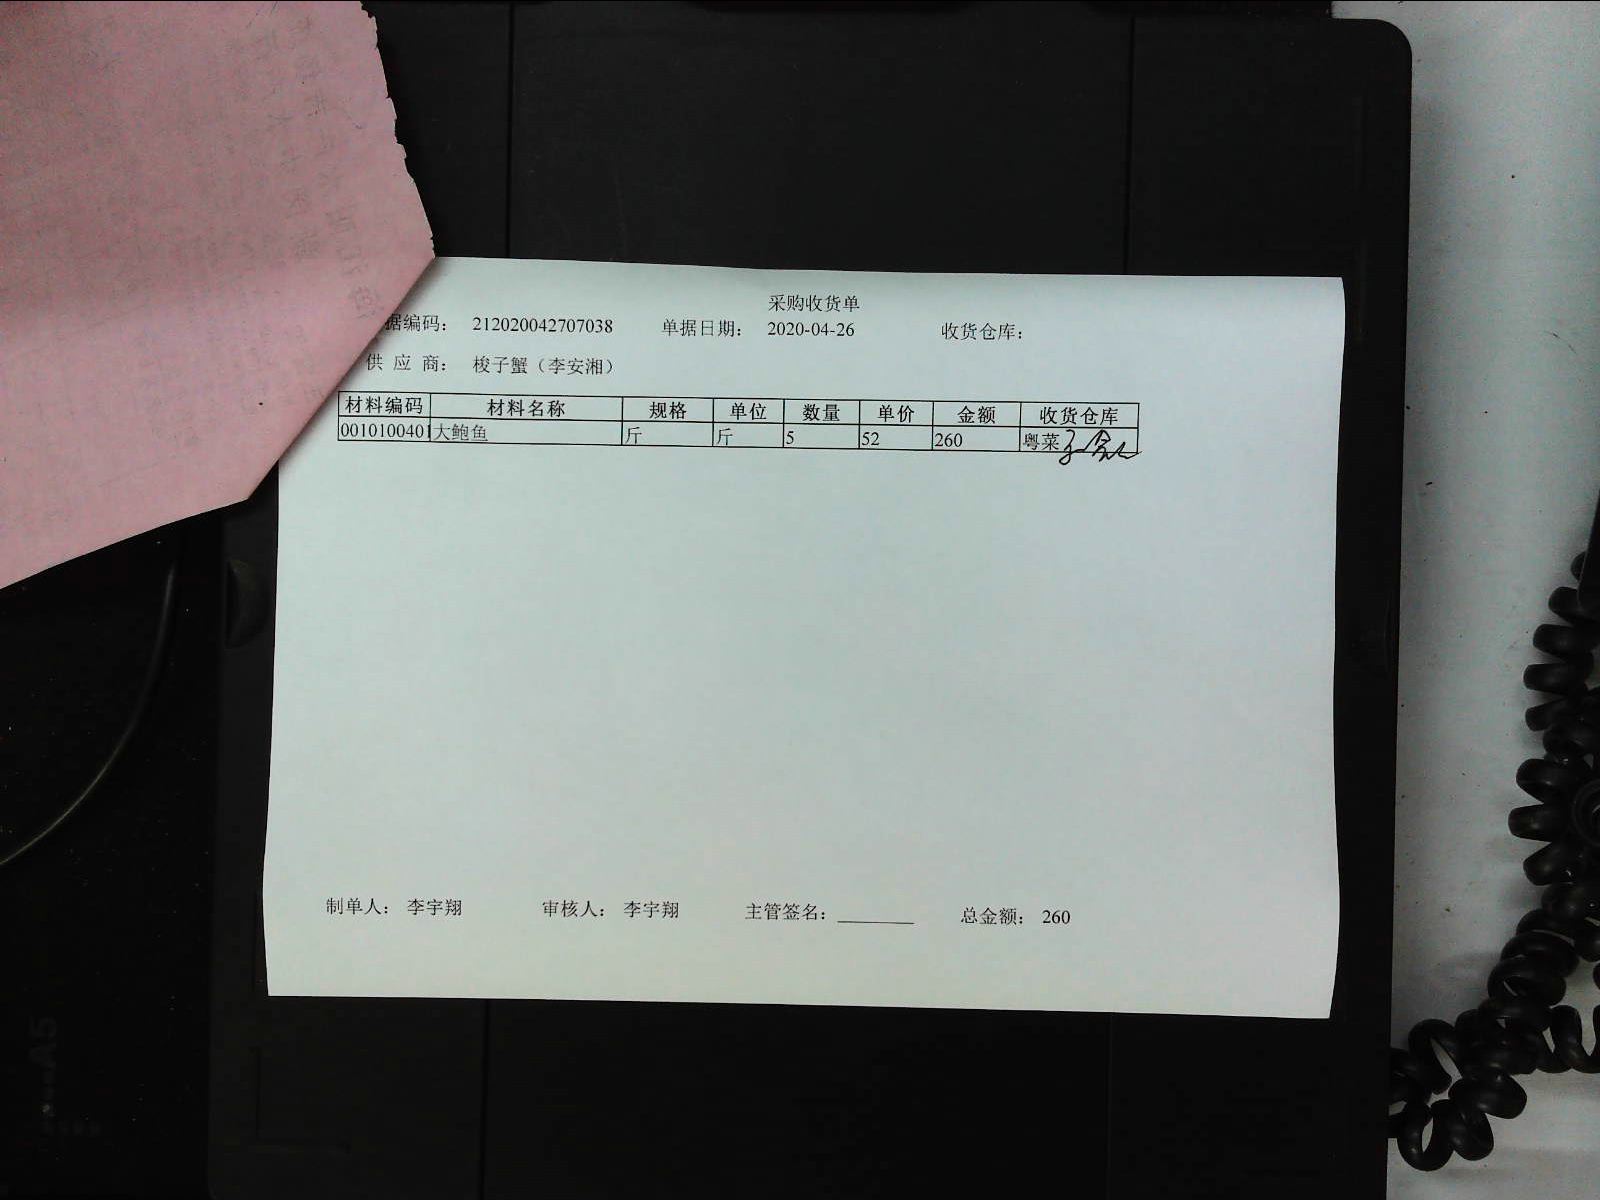 采购收货单
据编码： 212020042707038 单据日期： 2020-04-26 收货仓库：
供 应 商： 梭子蟹（李安湘）
材料编码 材料名称 规格 单位 数量 单价 金额 收货仓库
0010100401 大鲍鱼 斤 斤 5 52 260 粤菜
制单人： 李宇翔 审核人： 李宇翔 主管签名：________ 总金额： 260
A5